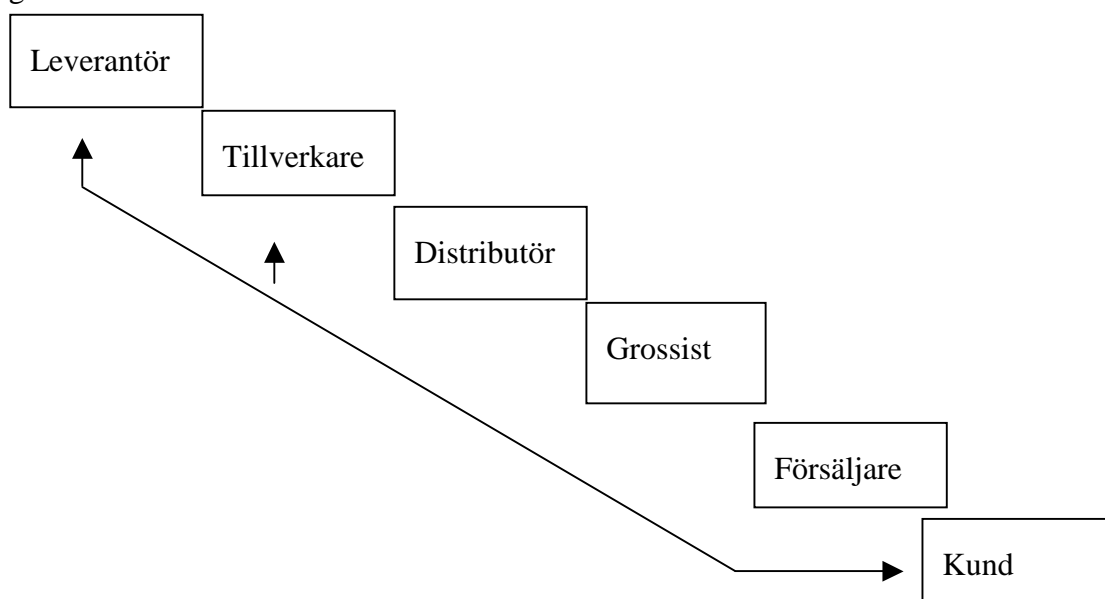 Leverantör
Tillverkare
Distributör
Grossist
Försäljare
Kund